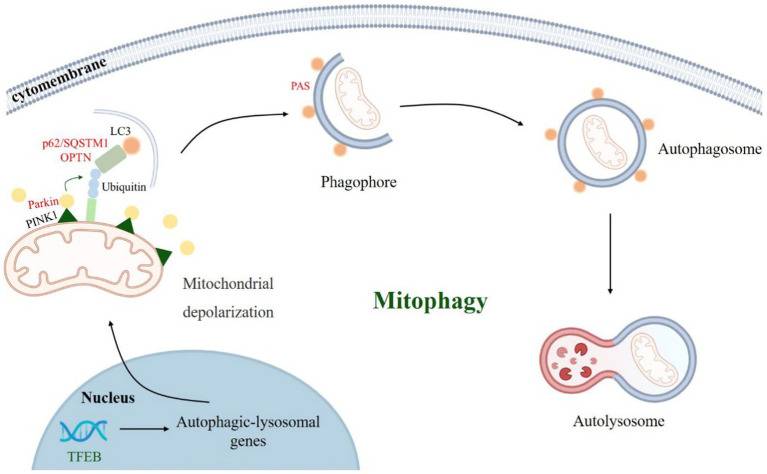 cytomembrane
PAS
LC3
p62/SQSTM1
OPTN
Ubiquitin
Parkin
PINK1
Phagophore
Autophagosome
Mitochondrial
depolarization
Mitophagy
Autolysosome
Nucleus
TFEB
Autophagic-lysosomal
genes